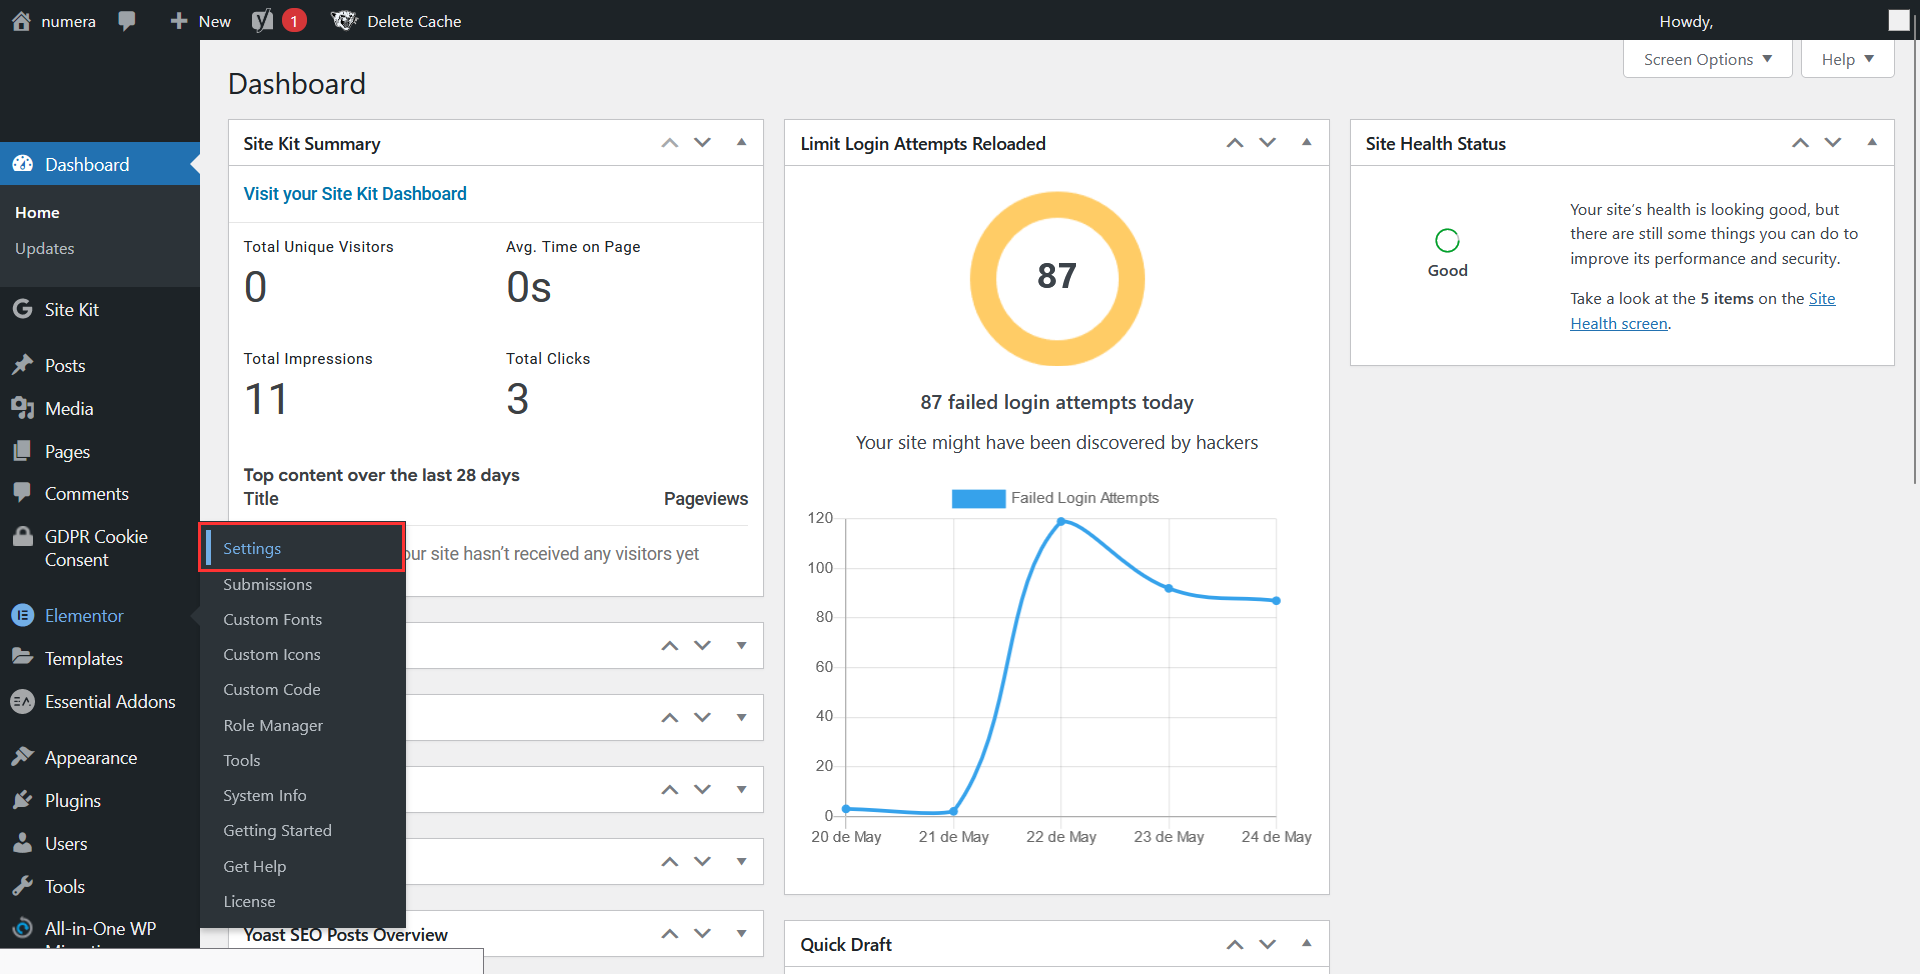 numera
New
1
Delete Cache
Howdy,
Screen Options
Help
Dashboard
Dashboard
Home
Updates
Site Kit
Posts
Media
Pages
Comments
GDPR Cookie
Consent
Elementor
Templates
Essential Addons
Appearance
Plugins
Users
Tools
All-in-One WP
Settings
Submissions
Custom Fonts
Custom Icons
Custom Code
Role Manager
Tools
System Info
Getting Started
Get Help
License
Site Kit Summary
Visit your Site Kit Dashboard
Total Unique Visitors
0
Avg. Time on Page
0s
Total Impressions
11
Total Clicks
3
Top content over the last 28 days
Title
Pageviews
our site hasn’t received any visitors yet
Yoast SEO Posts Overview
Limit Login Attempts Reloaded
87
87 failed login attempts today
Your site might have been discovered by hackers
Failed Login Attempts
120
100
80
60
40
20
0
20 de May
21 de May
22 de May
23 de May
24 de May
Quick Draft
Site Health Status
Good
Your site’s health is looking good, but
there are still some things you can do to
improve its performance and security.
Take a look at the 5 items on the Site
Health screen.